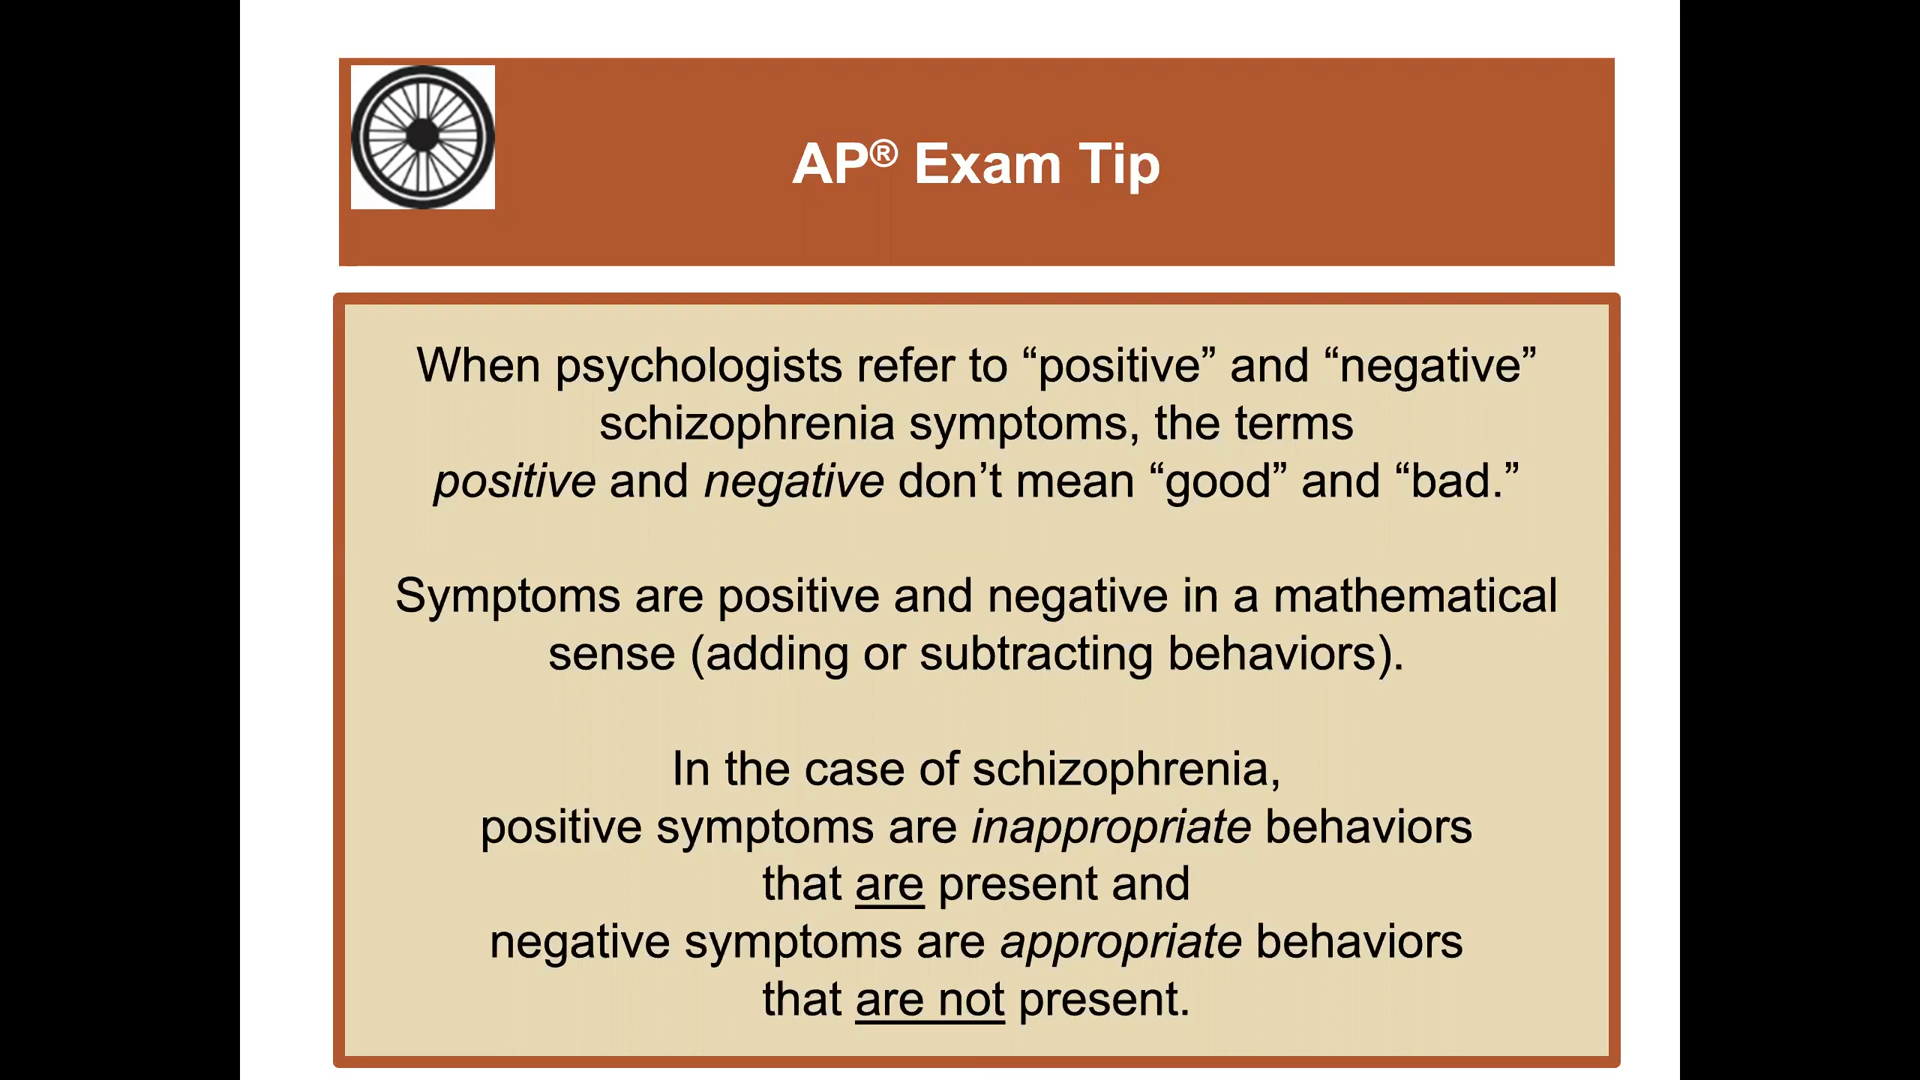 AP® Exam Tip
When psychologists refer to “positive” and “negative”
schizophrenia symptoms, the terms
positive and negative don’t mean “good” and “bad.”
Symptoms are positive and negative in a mathematical
sense (adding or subtracting behaviors).
In the case of schizophrenia,
positive symptoms are inappropriate behaviors
that are present and
negative symptoms are appropriate behaviors
that are not present.